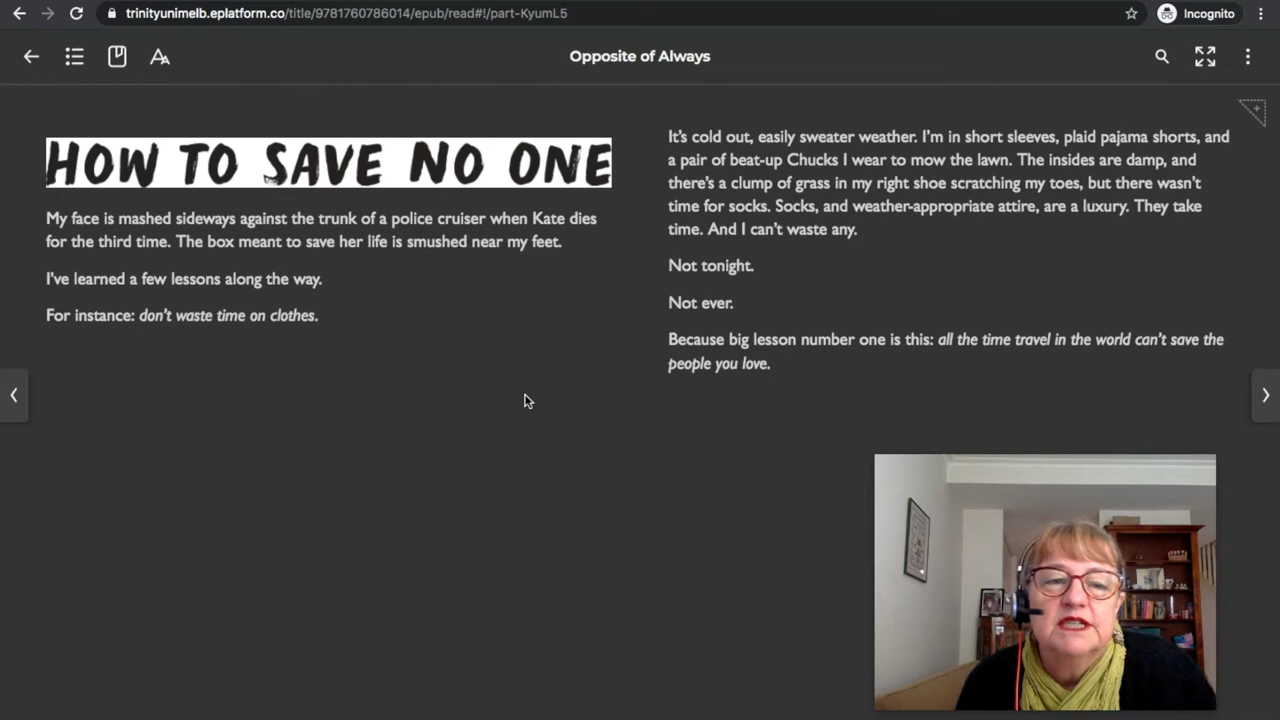 trinityunimelb.eplatform.co/title/9781760786014/epub/read#!/part-KyumL5
Incognito
Opposite of Always
HOW TO SAVE NO ONE
My face is mashed sideways against the trunk of a police cruiser when Kate dies
for the third time. The box meant to save her life is smushed near my feet.
I've learned a few lessons along the way.
For instance: don't waste time on clothes.
It's cold out, easily sweater weather. I'm in short sleeves, plaid pajama shorts, and
a pair of beat-up Chucks I wear to mow the lawn. The insides are damp, and
there's a clump of grass in my right shoe scratching my toes, but there wasn't
time for socks. Socks, and weather-appropriate attire, are a luxury. They take
time. And I can't waste any.
Not tonight.
Not ever.
Because big lesson number one is this: all the time travel in the world can't save the
people you love.